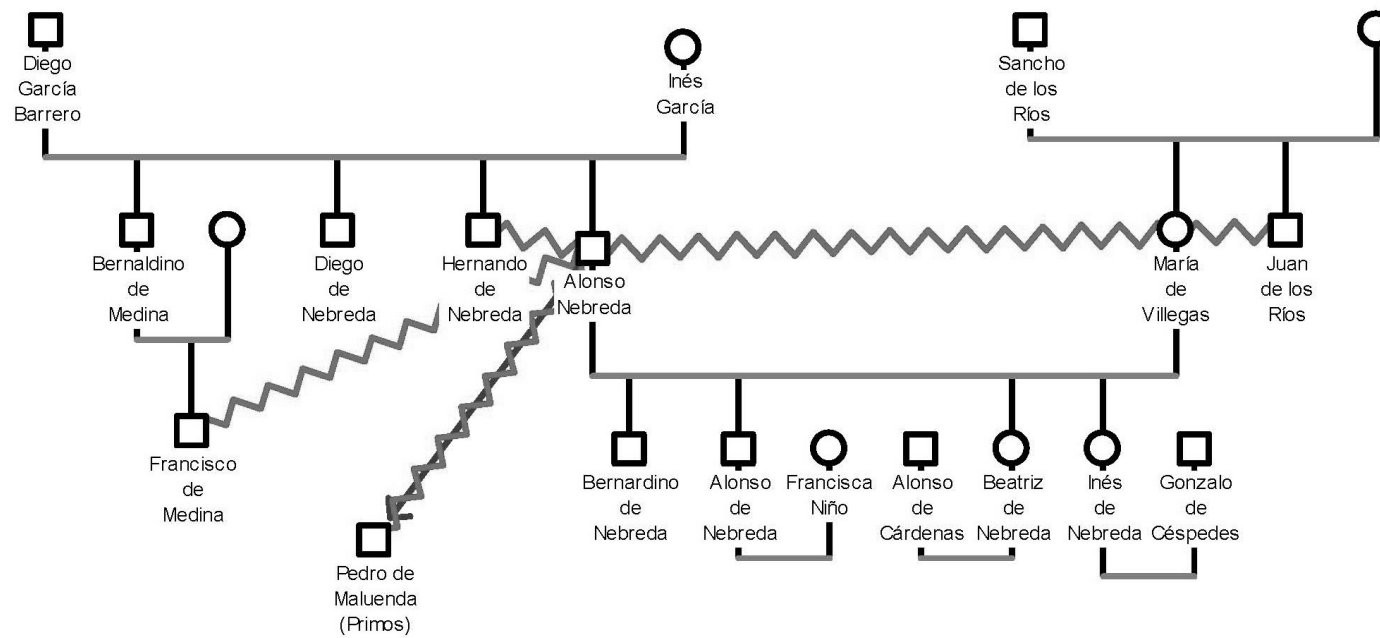 Diego
García
Barrero
Inés
García
Sancho
de los
Ríos
Bernaldino
de
Medina
Diego
de
Nebreda
Hernando
de
Nebreda
Alonso
Nebreda
María
de
Villegas
Juan
de los
Ríos
Francisco
de
Medina
Bernardino
de
Nebreda
Alonso
de
Nebreda
Francisca
Niño
Alonso
de
Cárdenas
Beatriz
de
Nebreda
Inés
de
Nebreda
Gonzalo
de
Céspedes
Pedro de
Maluenda
(Primos)